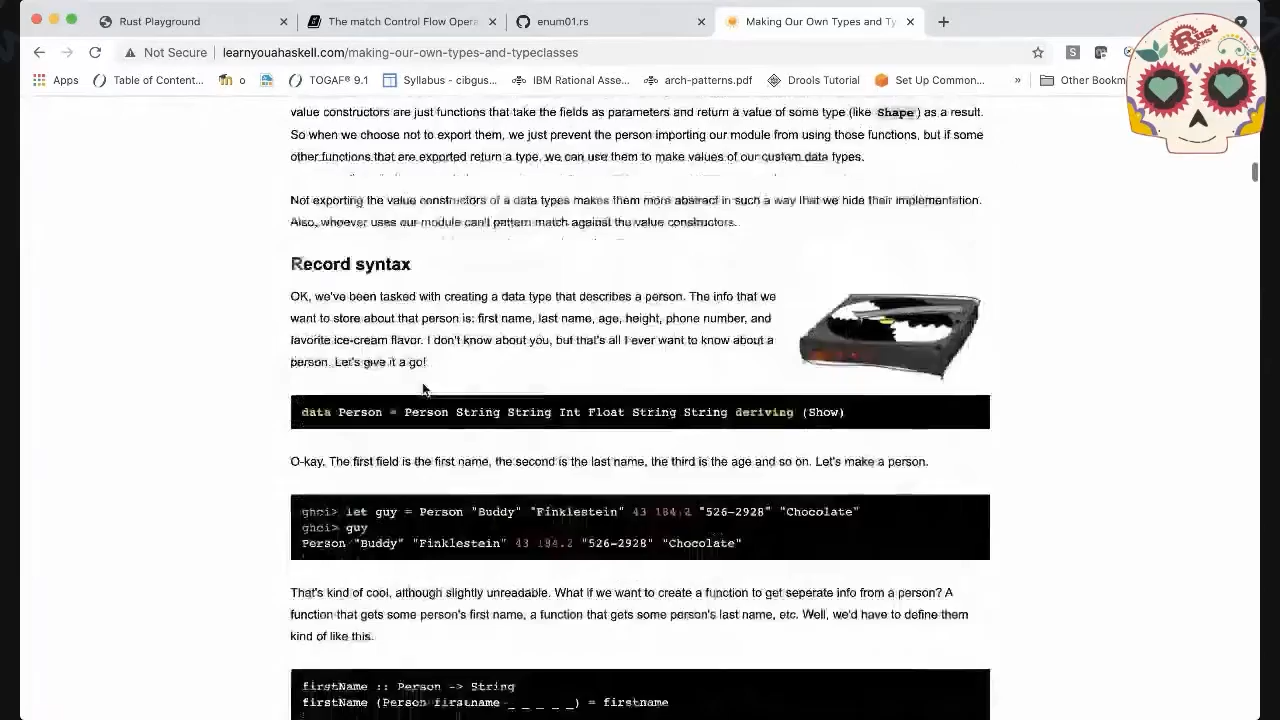 Rust Playground
The match Control Flow Opera
enum01.rs
Making Our Own Types and Ty
Not Secure
learnyouahaskell.com/making-our-own-types-and-typeclasses
Apps
Table of Content...
o
TOGAF® 9.1
Syllabus - cibgus...
IBM Rational Asse...
arch-patterns.pdf
Drools Tutorial
Set Up Common...
»
Other Bookm
Rust
value constructors are just functions that take the fields as parameters and return a value of some type (like Shape) as a result.
So when we choose not to export them, we just prevent the person importing our module from using those functions, but if some
other functions that are exported return a type, we can use them to make values of our custom data types.
Not exporting the value constructors of a data types makes them more abstract in such a way that we hide their implementation.
Also, whoever uses our module can't pattern match against the value constructors.
Record syntax
OK, we've been tasked with creating a data type that describes a person. The info that we
want to store about that person is: first name, last name, age, height, phone number, and
favorite ice-cream flavor. I don't know about you, but that's all I ever want to know about a
person. Let's give it a go!
data Person = Person String String Int Float String String deriving (Show)
O-kay. The first field is the first name, the second is the last name, the third is the age and so on. Let's make a person.
ghci> let guy = Person "Buddy" "Finklestein" 43 184.2 "526-2928" "Chocolate"
ghci> guy
Person "Buddy" "Finklestein" 43 184.2 "526-2928" "Chocolate"
That's kind of cool, although slightly unreadable. What if we want to create a function to get seperate info from a person? A
function that gets some person's first name, a function that gets some person's last name, etc. Well, we'd have to define them
kind of like this.
firstName :: Person -> String
firstName (Person firstname _ _ _ _ _) = firstname